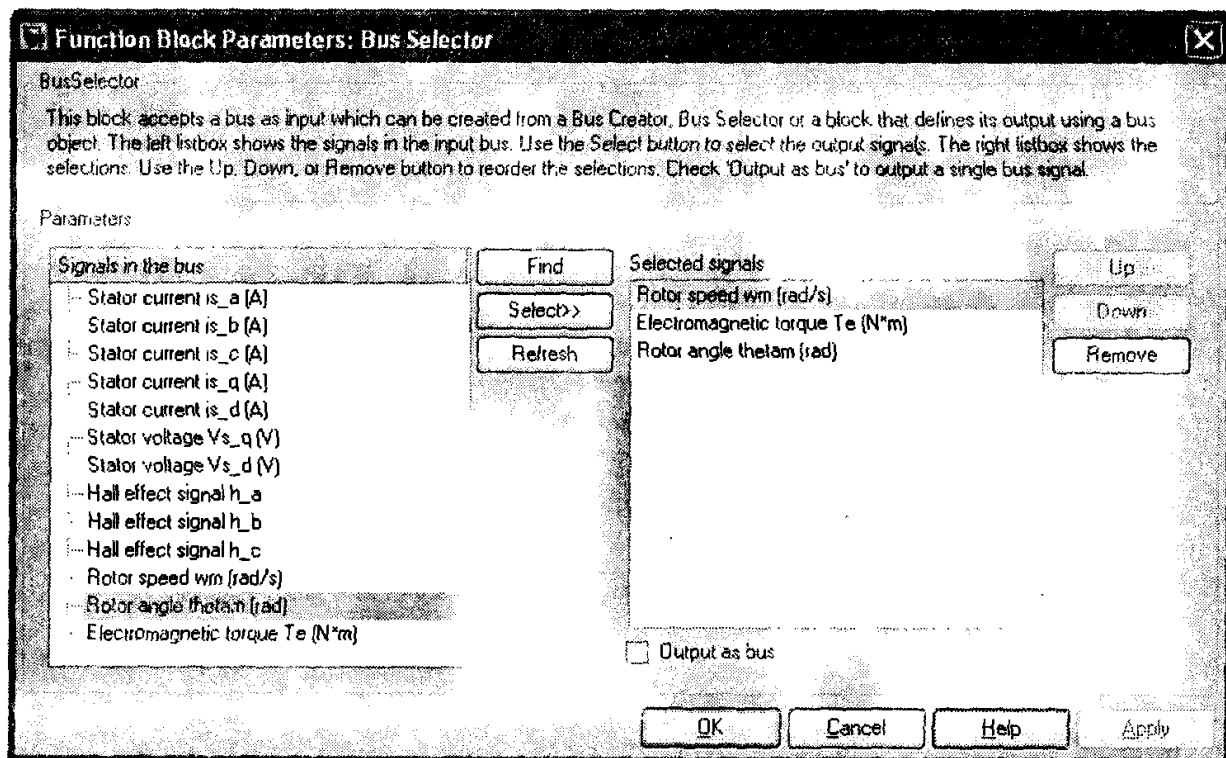 Function Block Parameters: Bus Selector
BusSelector
This block accepts a bus as input which can be created from a Bus Creator, Bus Selector or a block that defines its output using a bus
object. The left listbox shows the signals in the input bus. Use the Select button to select the output signals. The right listbox shows the
selections. Use the Up, Down, or Remove button to reorder the selections. Check 'Output as bus' to output a single bus signal.
Parameters
Signals in the bus
Stator current is_a (A)
Stator current is_b (A)
Stator current is_c (A)
Stator current is_q (A)
Stator current is_d (A)
Stator voltage Vs_q (V)
Stator voltage Vs_d (V)
Hall effect signal h_a
Hall effect signal h_b
Hall effect signal h_c
Rotor speed wm (rad/s)
Rotor angle thetam (rad)
Electromagnetic torque Te (N*m)
Find
Select>>
Refresh
Selected signals
Rotor speed wm (rad/s)
Electromagnetic torque Te (N*m)
Rotor angle thetam (rad)
Up
Down
Remove
Output as bus
OK
Cancel
Help
Apply